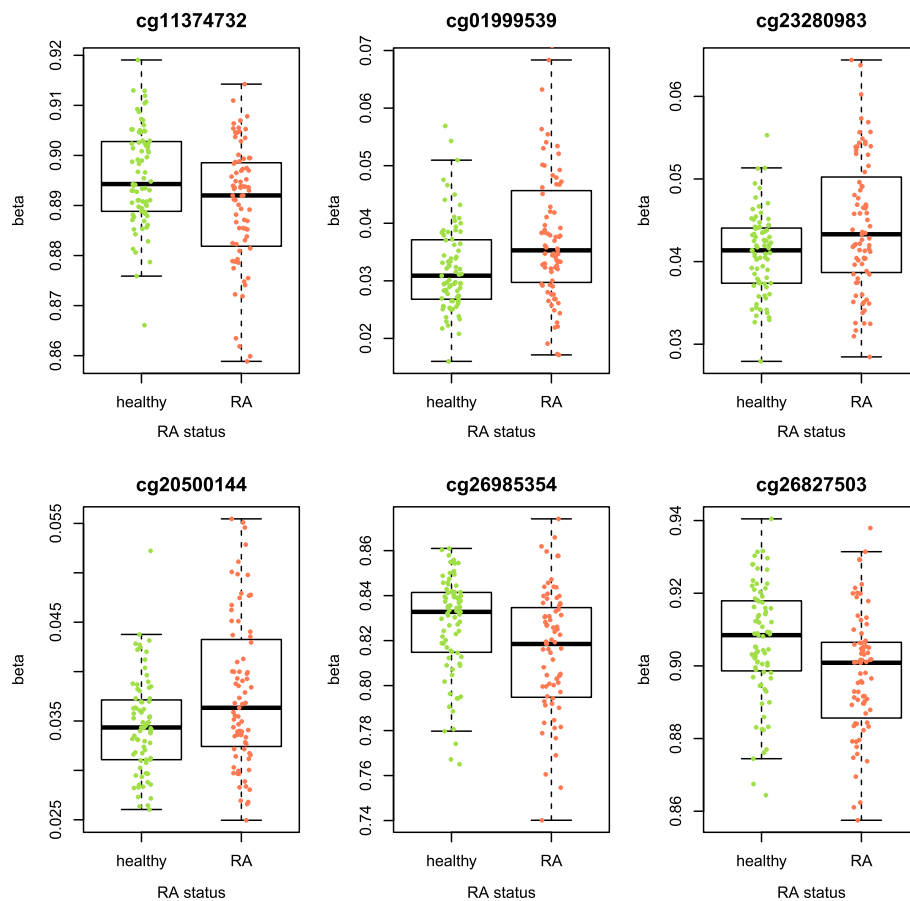 cg11374732
beta
0.92
0.91
0.90
0.89
0.88
0.87
0.86
healthy RA
RA status
cg01999539
beta
0.07
0.06
0.05
0.04
0.03
0.02
healthy RA
RA status
cg23280983
beta
0.06
0.05
0.04
0.03
healthy RA
RA status
cg20500144
beta
0.055
0.045
0.035
0.025
healthy RA
RA status
cg26985354
beta
0.86
0.84
0.82
0.80
0.78
0.76
0.74
healthy RA
RA status
cg26827503
beta
0.94
0.92
0.90
0.88
0.86
healthy RA
RA status